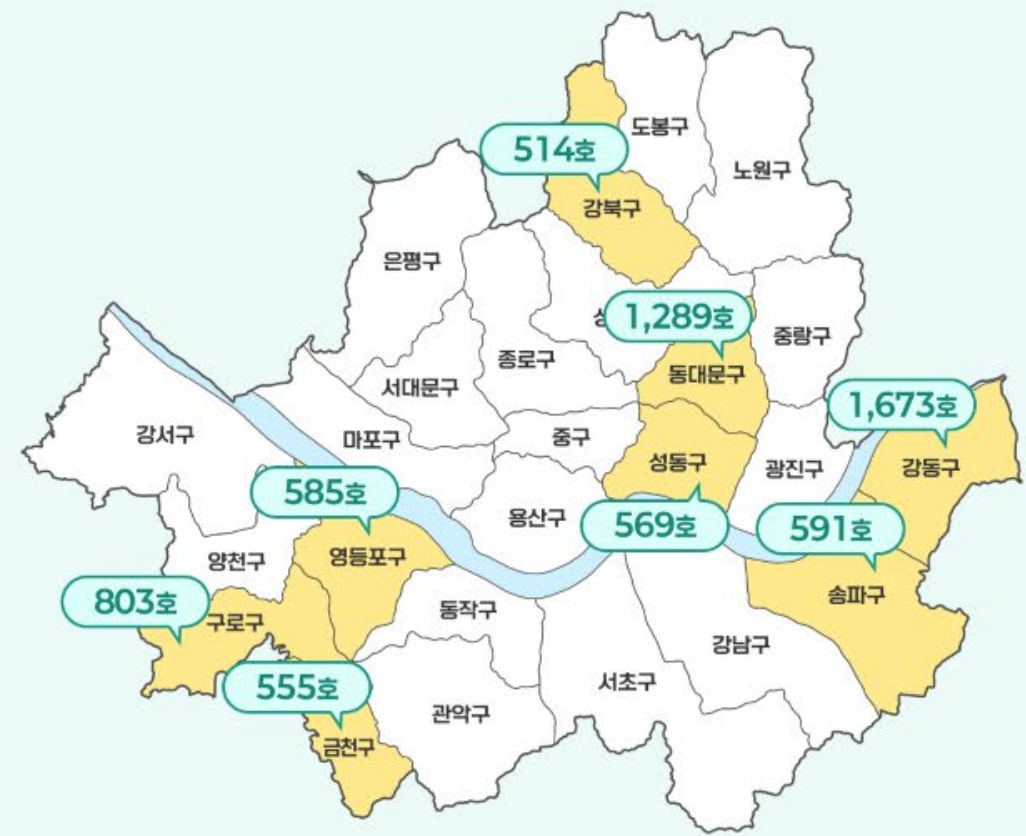 도봉구
514호
노원구
강북구
은평구
1,289호
중랑구
종로구
동대문구
서대문구
1,673호
강서구
마포구
중구
성동구
광진구
강동구
585호
용산구
569호
591호
양천구
영등포구
803호
구로구
동작구
송파구
강남구
555호
서초구
관악구
금천구